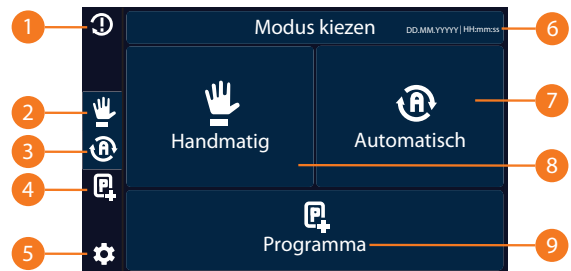 1
Modus kiezen
DD.MM.YYYY | HH:mm:ss
6
2
3
4
5
A
P
Handmatig
A
Automatisch
7
8
P
Programma
9